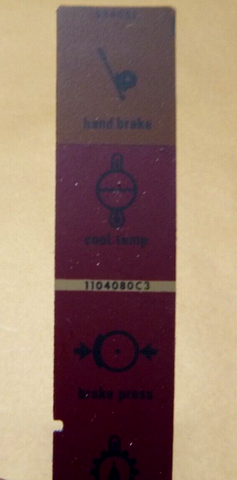 hand brake
cool. temp.
1104080C3
brake press.